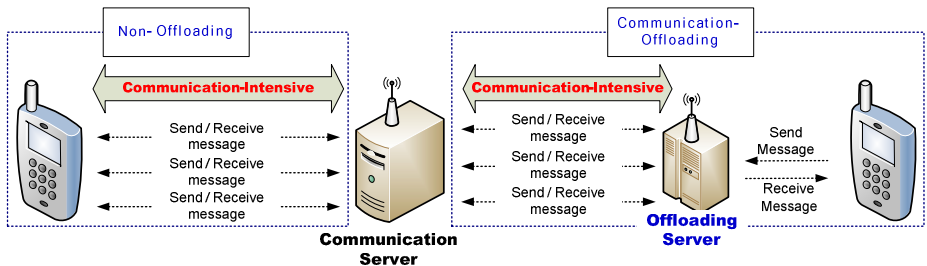 Non- Offloading
Communication-
Offloading
Communication-Intensive
Communication-Intensive
Send / Receive
message
Send / Receive
message
Send / Receive
message
Send / Receive
message
Send / Receive
message
Send / Receive
message
Send
Message
Receive
Message
Communication
Server
Offloading
Server